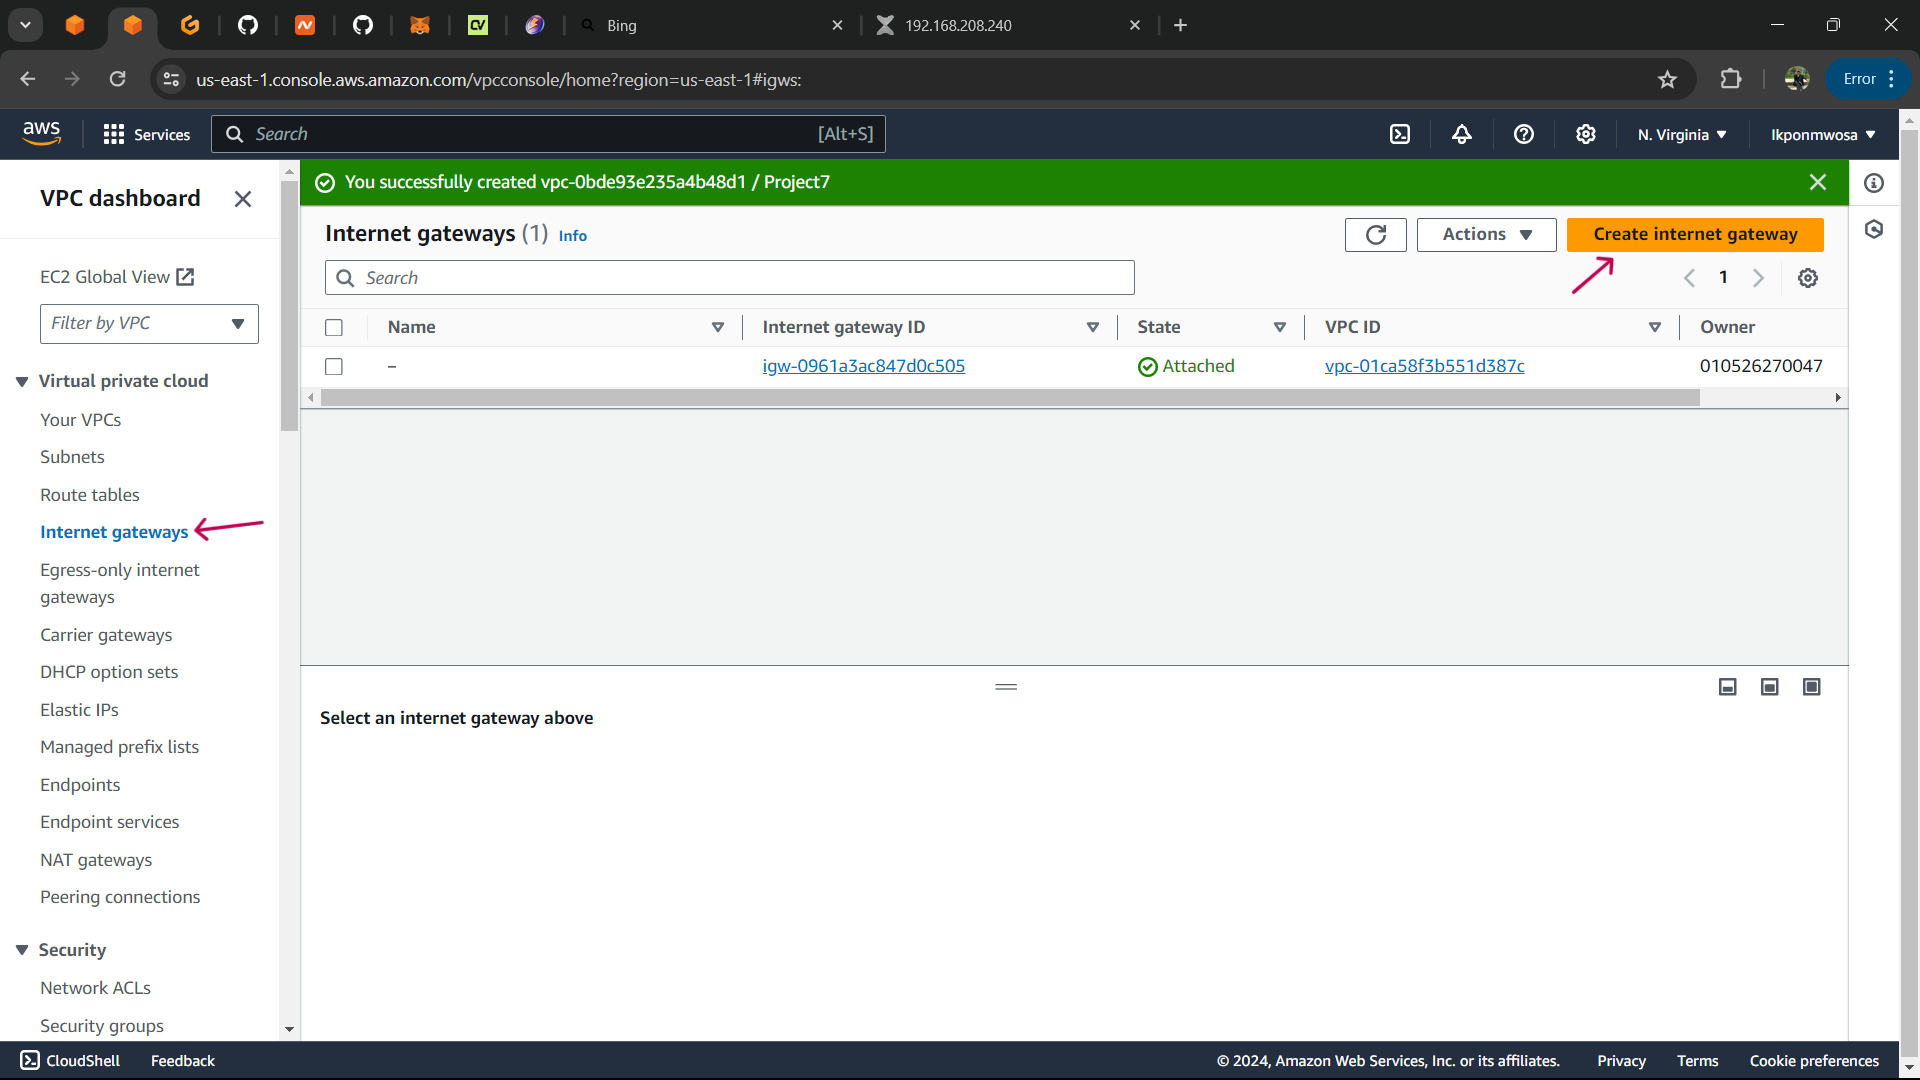 Bing
192.168.208.240
us-east-1.console.aws.amazon.com/vpcconsole/home?region=us-east-1#igws:
Error
aws
Services
Search
[Alt+S]
N. Virginia
Ikponmwosa
VPC dashboard
EC2 Global View
Filter by VPC
Virtual private cloud
Your VPCs
Subnets
Route tables
Internet gateways
Egress-only internet
gateways
Carrier gateways
DHCP option sets
Elastic IPs
Managed prefix lists
Endpoints
Endpoint services
NAT gateways
Peering connections
Security
Network ACLs
Security groups
You successfully created vpc-0bde93e235a4b48d1 / Project7
Internet gateways (1) Info
Actions
Create internet gateway
Search
1
Name Internet gateway ID State VPC ID Owner
– igw-0961a3ac847d0c505 Attached vpc-01ca58f3b551d387c 010526270047
Select an internet gateway above
CloudShell Feedback
© 2024, Amazon Web Services, Inc. or its affiliates. Privacy Terms Cookie preferences